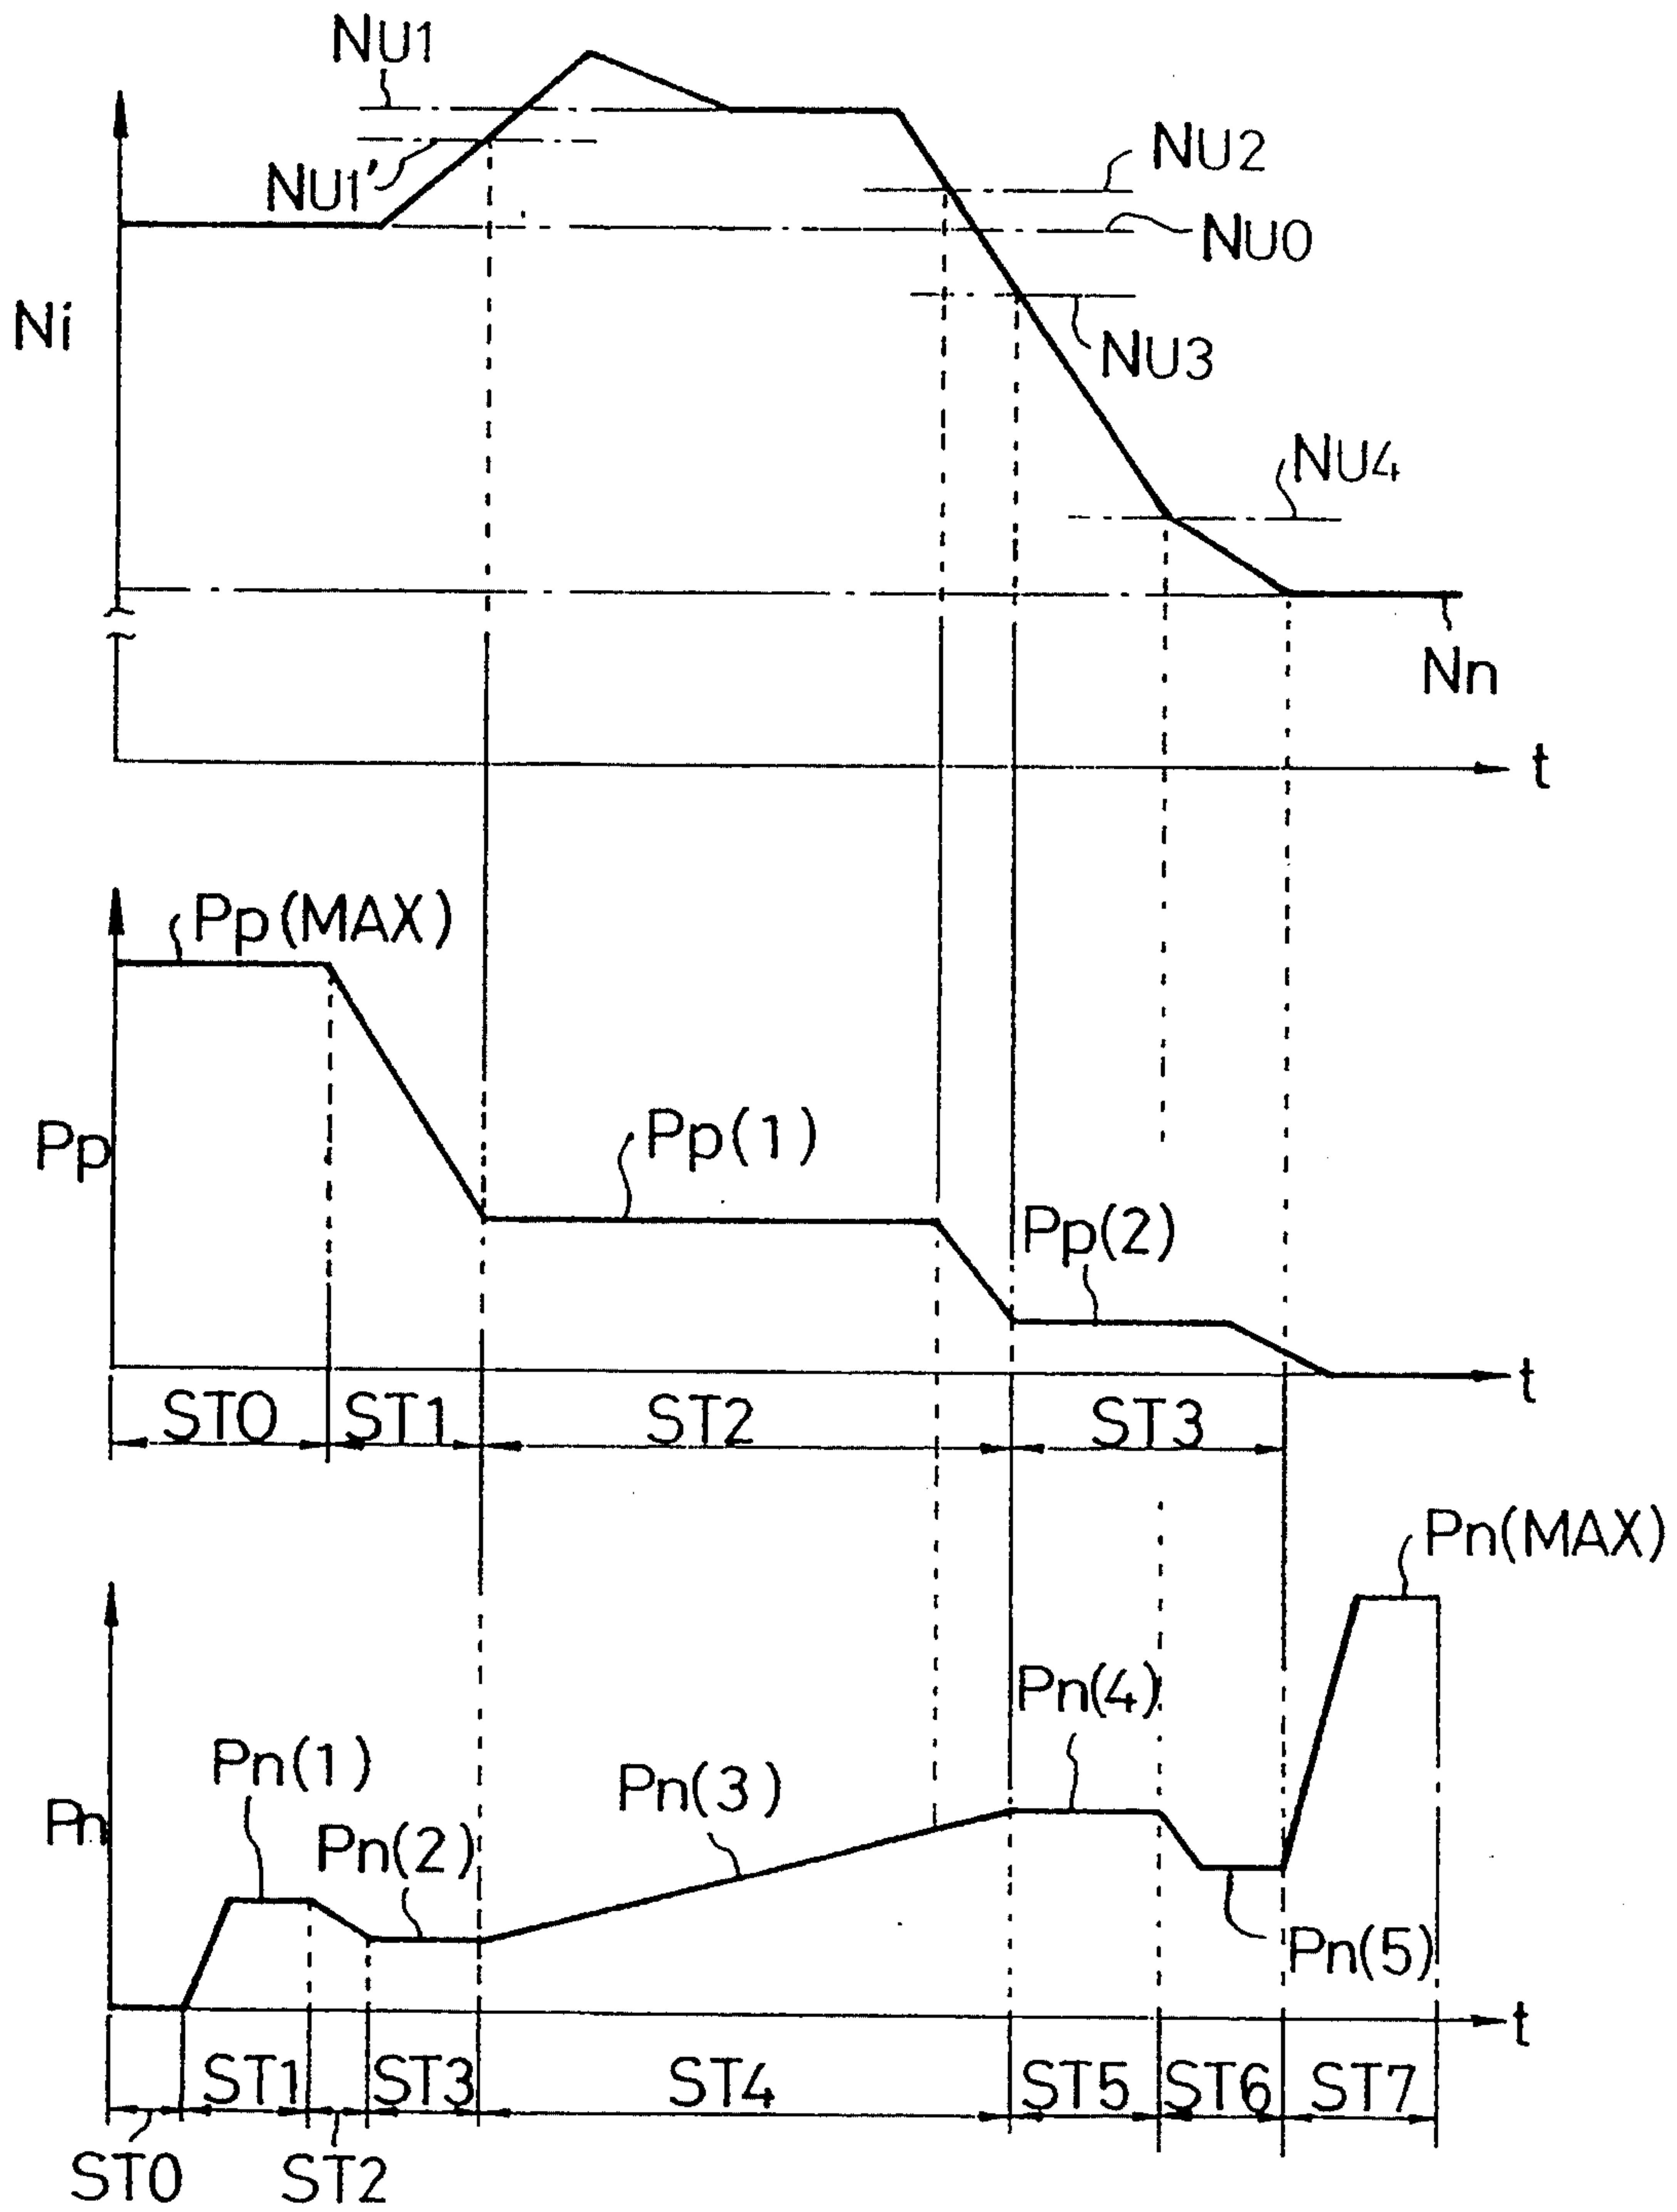 NU1
NU1'
NU2
NU0
Ni
NU3
NU4
Nn
t
Pp(MAX)
Pp
Pp(1)
Pp(2)
t
ST0 ST1 ST2 ST3
Pn(MAX)
Pn(4)
Pn(1)
Pn(3)
Pn
Pn(2)
Pn(5)
t
ST1 ST3 ST4 ST5 ST6 ST7
ST0 ST2